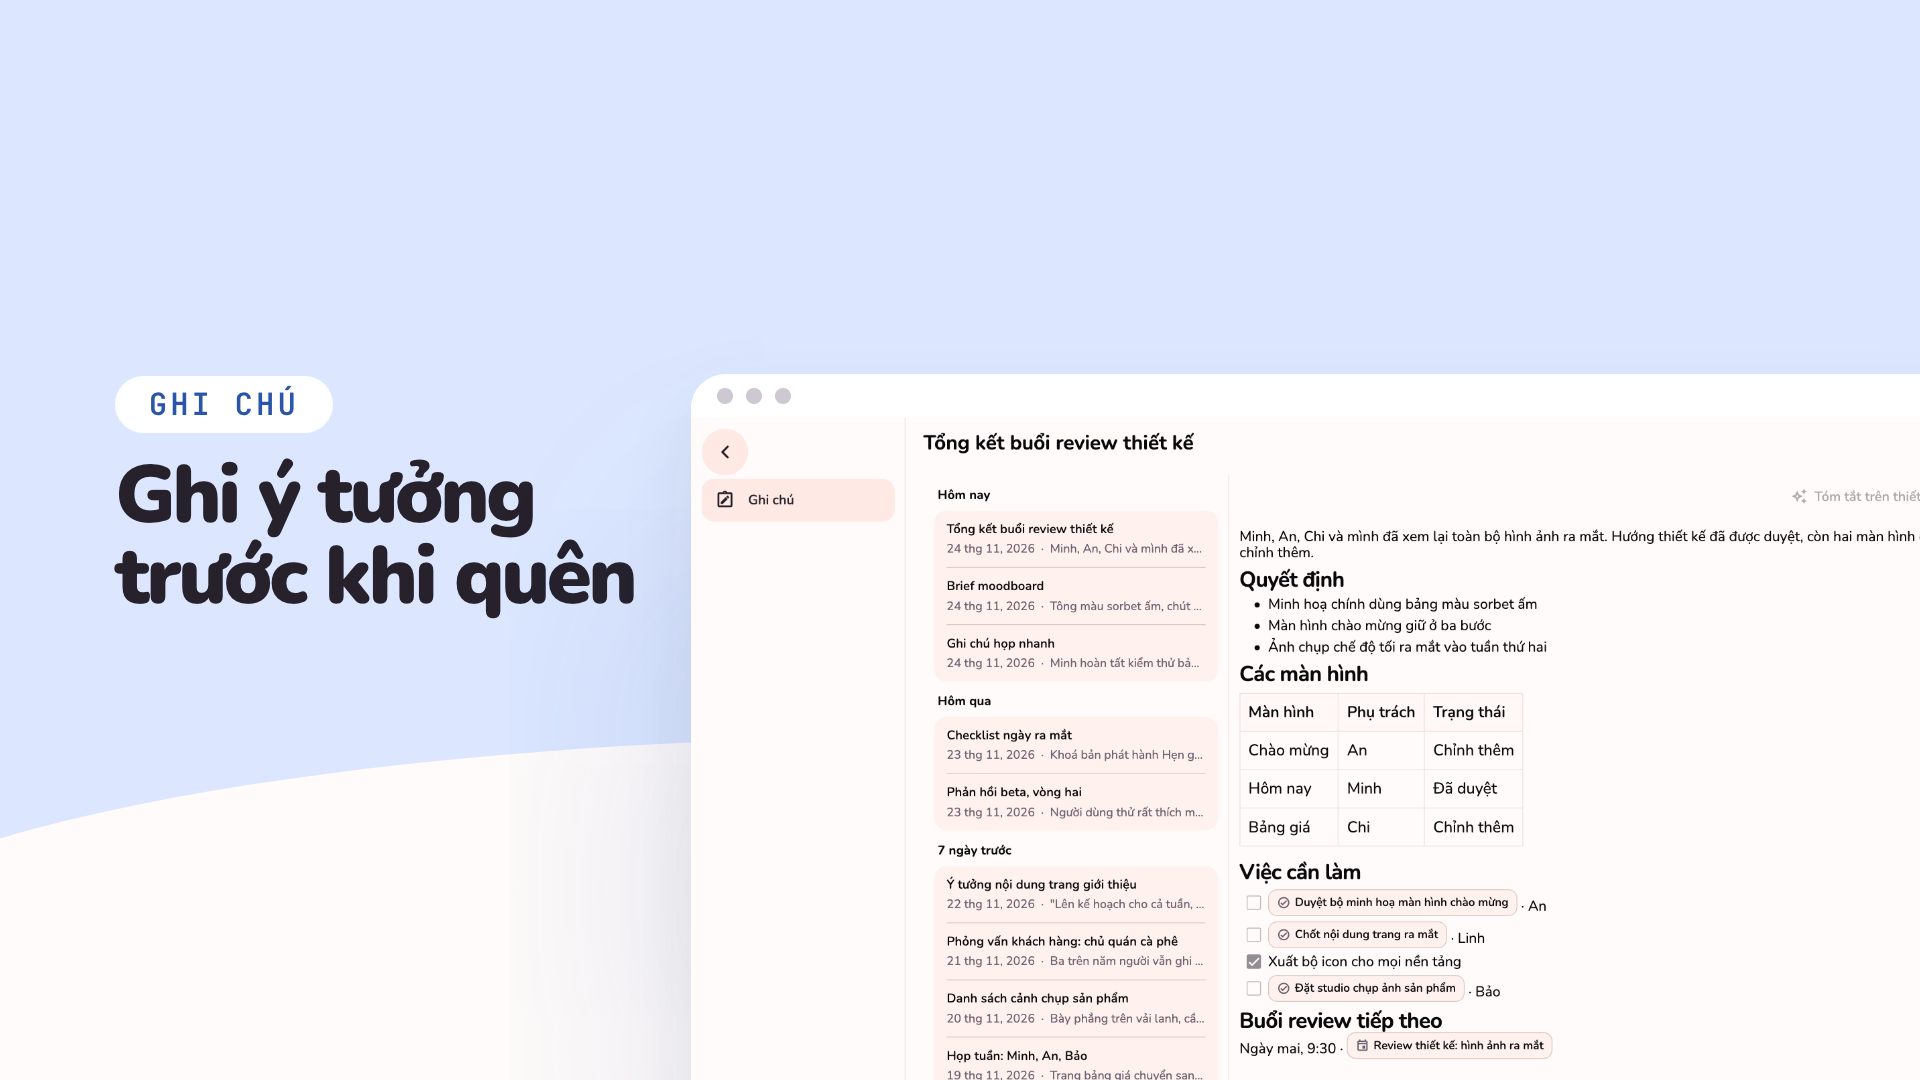 GHI CHÚ
Ghi ý tưởng
trước khi quên
Ghi chú
Tổng kết buổi review thiết kế
Hôm nay
Tổng kết buổi review thiết kế
24 thg 11, 2026 · Minh, An, Chi và mình đã x...
Brief moodboard
24 thg 11, 2026 · Tông màu sorbet ấm, chút ...
Ghi chú họp nhanh
24 thg 11, 2026 · Minh hoàn tất kiểm thử bả...
Hôm qua
Checklist ngày ra mắt
23 thg 11, 2026 · Khoá bản phát hành Hẹn g...
Phản hồi beta, vòng hai
23 thg 11, 2026 · Người dùng thử rất thích m...
7 ngày trước
Ý tưởng nội dung trang giới thiệu
22 thg 11, 2026 · "Lên kế hoạch cho cả tuần, ...
Phỏng vấn khách hàng: chủ quán cà phê
21 thg 11, 2026 · Ba trên năm người vẫn ghi ...
Danh sách cảnh chụp sản phẩm
20 thg 11, 2026 · Bày phẳng trên vải lanh, cầ...
Họp tuần: Minh, An, Bảo
19 thg 11, 2026 · Trang bảng giá chuyển san...
Tóm tắt trên thiết
Minh, An, Chi và mình đã xem lại toàn bộ hình ảnh ra mắt. Hướng thiết kế đã được duyệt, còn hai màn hình
chỉnh thêm.
Quyết định
• Minh hoạ chính dùng bảng màu sorbet ấm
• Màn hình chào mừng giữ ở ba bước
• Ảnh chụp chế độ tối ra mắt vào tuần thứ hai
Các màn hình
Màn hình Phụ trách Trạng thái
Chào mừng An Chỉnh thêm
Hôm nay Minh Đã duyệt
Bảng giá Chi Chỉnh thêm
Việc cần làm
Duyệt bộ minh hoạ màn hình chào mừng · An
Chốt nội dung trang ra mắt · Linh
Xuất bộ icon cho mọi nền tảng
Đặt studio chụp ảnh sản phẩm · Bảo
Buổi review tiếp theo
Ngày mai, 9:30 · Review thiết kế: hình ảnh ra mắt